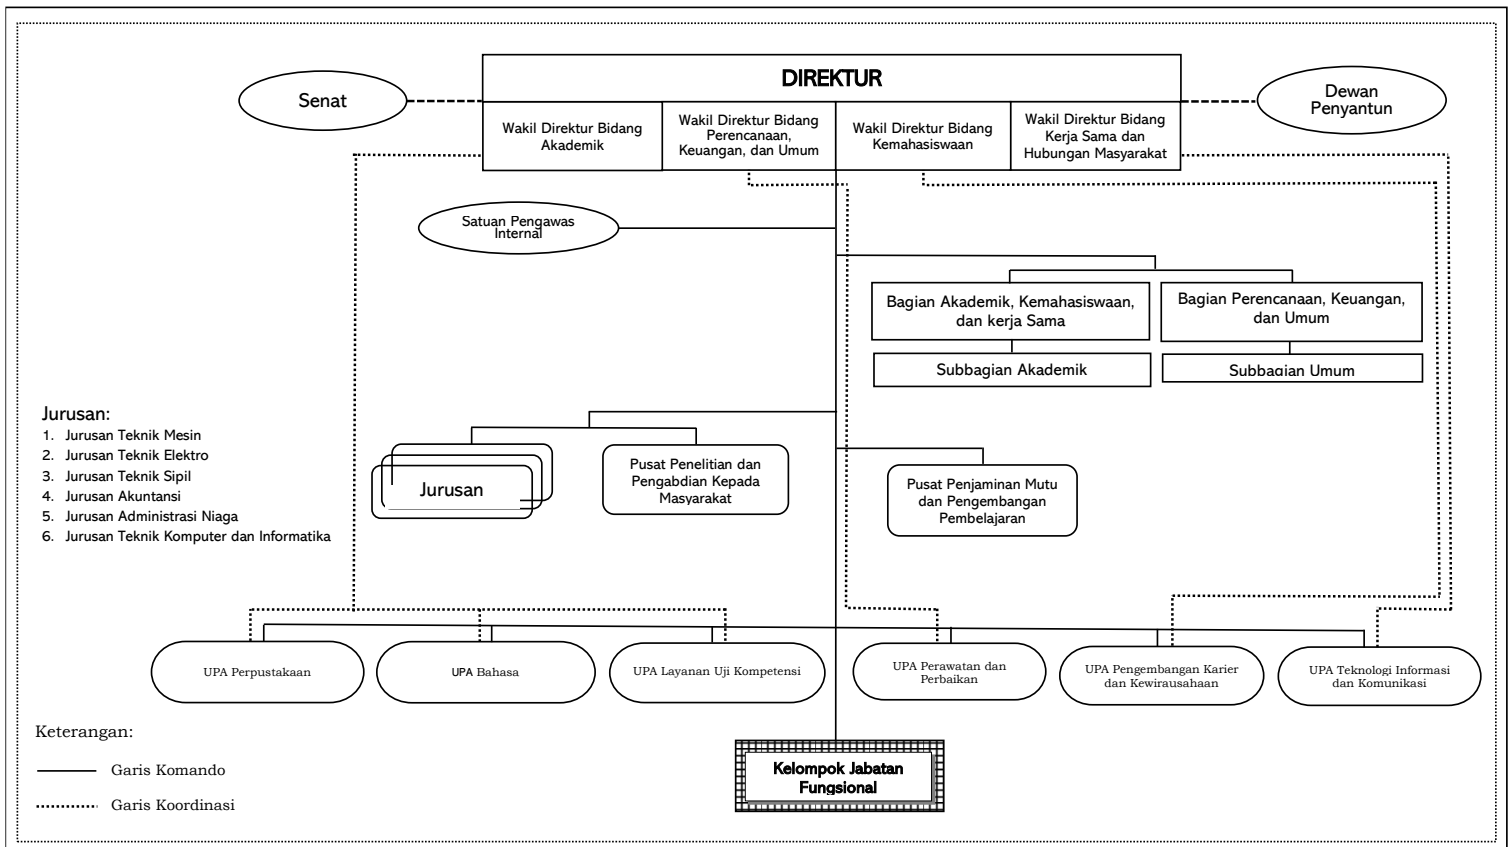 DIREKTUR
Senat
Dewan
Penyantun
Wakil Direktur Bidang
Akademik
Wakil Direktur Bidang
Perencanaan,
Keuangan, dan Umum
Wakil Direktur Bidang
Kemahasiswaan
Wakil Direktur Bidang
Kerja Sama dan
Hubungan Masyarakat
Satuan Pengawas
Internal
Bagian Akademik, Kemahasiswaan,
dan kerja Sama
Bagian Perencanaan, Keuangan,
dan Umum
Subbagian Akademik
Subbagian Umum
Jurusan:
1. Jurusan Teknik Mesin
2. Jurusan Teknik Elektro
3. Jurusan Teknik Sipil
4. Jurusan Akuntansi
5. Jurusan Administrasi Niaga
6. Jurusan Teknik Komputer dan Informatika
Jurusan
Pusat Penelitian dan
Pengabdian Kepada
Masyarakat
Pusat Penjaminan Mutu
dan Pengembangan
Pembelajaran
UPA Perpustakaan
UPA Bahasa
UPA Layanan Uji Kompetensi
UPA Perawatan dan
Perbaikan
UPA Pengembangan Karier
dan Kewirausahaan
UPA Teknologi Informasi
dan Komunikasi
Keterangan:
Garis Komando
Garis Koordinasi
Kelompok Jabatan
Fungsional